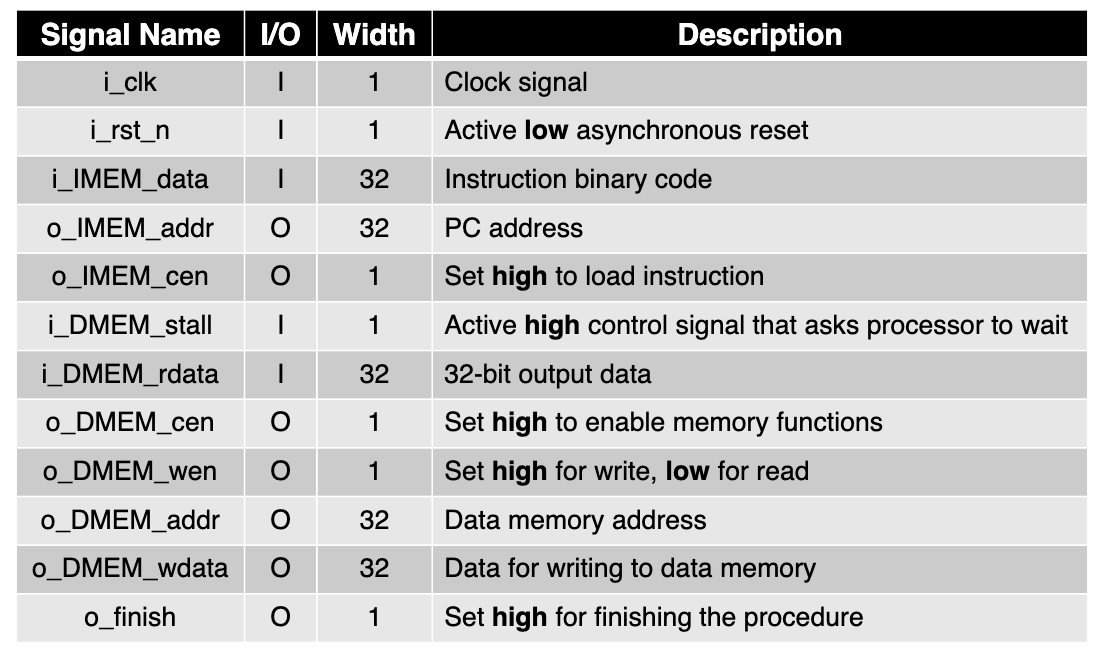 Signal Name I/O Width Description
i_clk I 1 Clock signal
i_rst_n I 1 Active low asynchronous reset
i_IMEM_data I 32 Instruction binary code
o_IMEM_addr O 32 PC address
o_IMEM_cen O 1 Set high to load instruction
i_DMEM_stall I 1 Active high control signal that asks processor to wait
i_DMEM_rdata I 32 32-bit output data
o_DMEM_cen O 1 Set high to enable memory functions
o_DMEM_wen O 1 Set high for write, low for read
o_DMEM_addr O 32 Data memory address
o_DMEM_wdata O 32 Data for writing to data memory
o_finish O 1 Set high for finishing the procedure